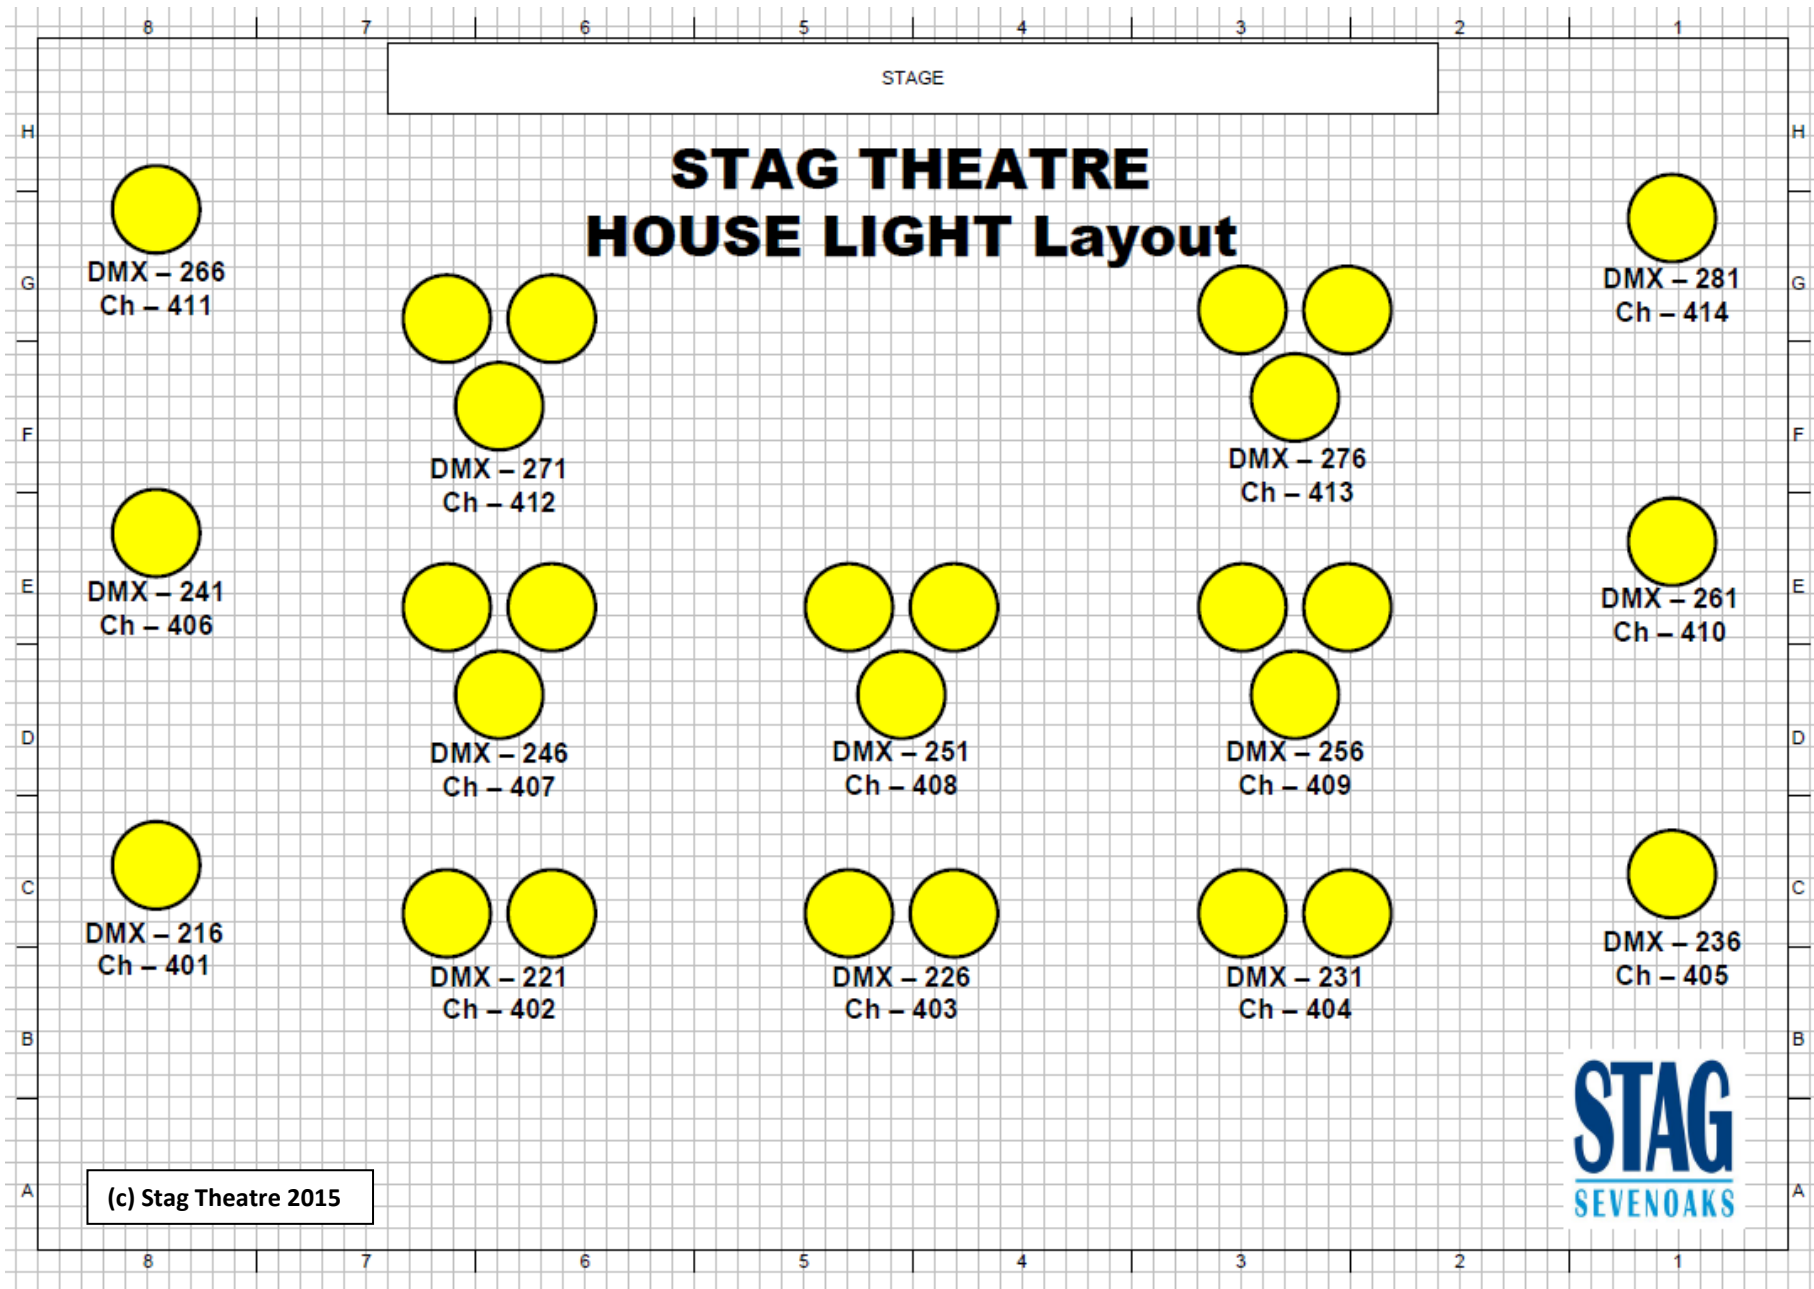 8 7 6 5 4 3 2 1
STAGE
H H
STAG THEATRE
HOUSE LIGHT Layout
DMX – 266
Ch – 411
DMX – 281
Ch – 414
G G
F F
DMX – 271
Ch – 412
DMX – 276
Ch – 413
E E
DMX – 241
Ch – 406
DMX – 261
Ch – 410
D D
DMX – 246
Ch – 407
DMX – 251
Ch – 408
DMX – 256
Ch – 409
C C
DMX – 216
Ch – 401
DMX – 221
Ch – 402
DMX – 226
Ch – 403
DMX – 231
Ch – 404
DMX – 236
Ch – 405
B B
STAG
SEVENOAKS
A A
(c) Stag Theatre 2015
8 7 6 5 4 3 2 1